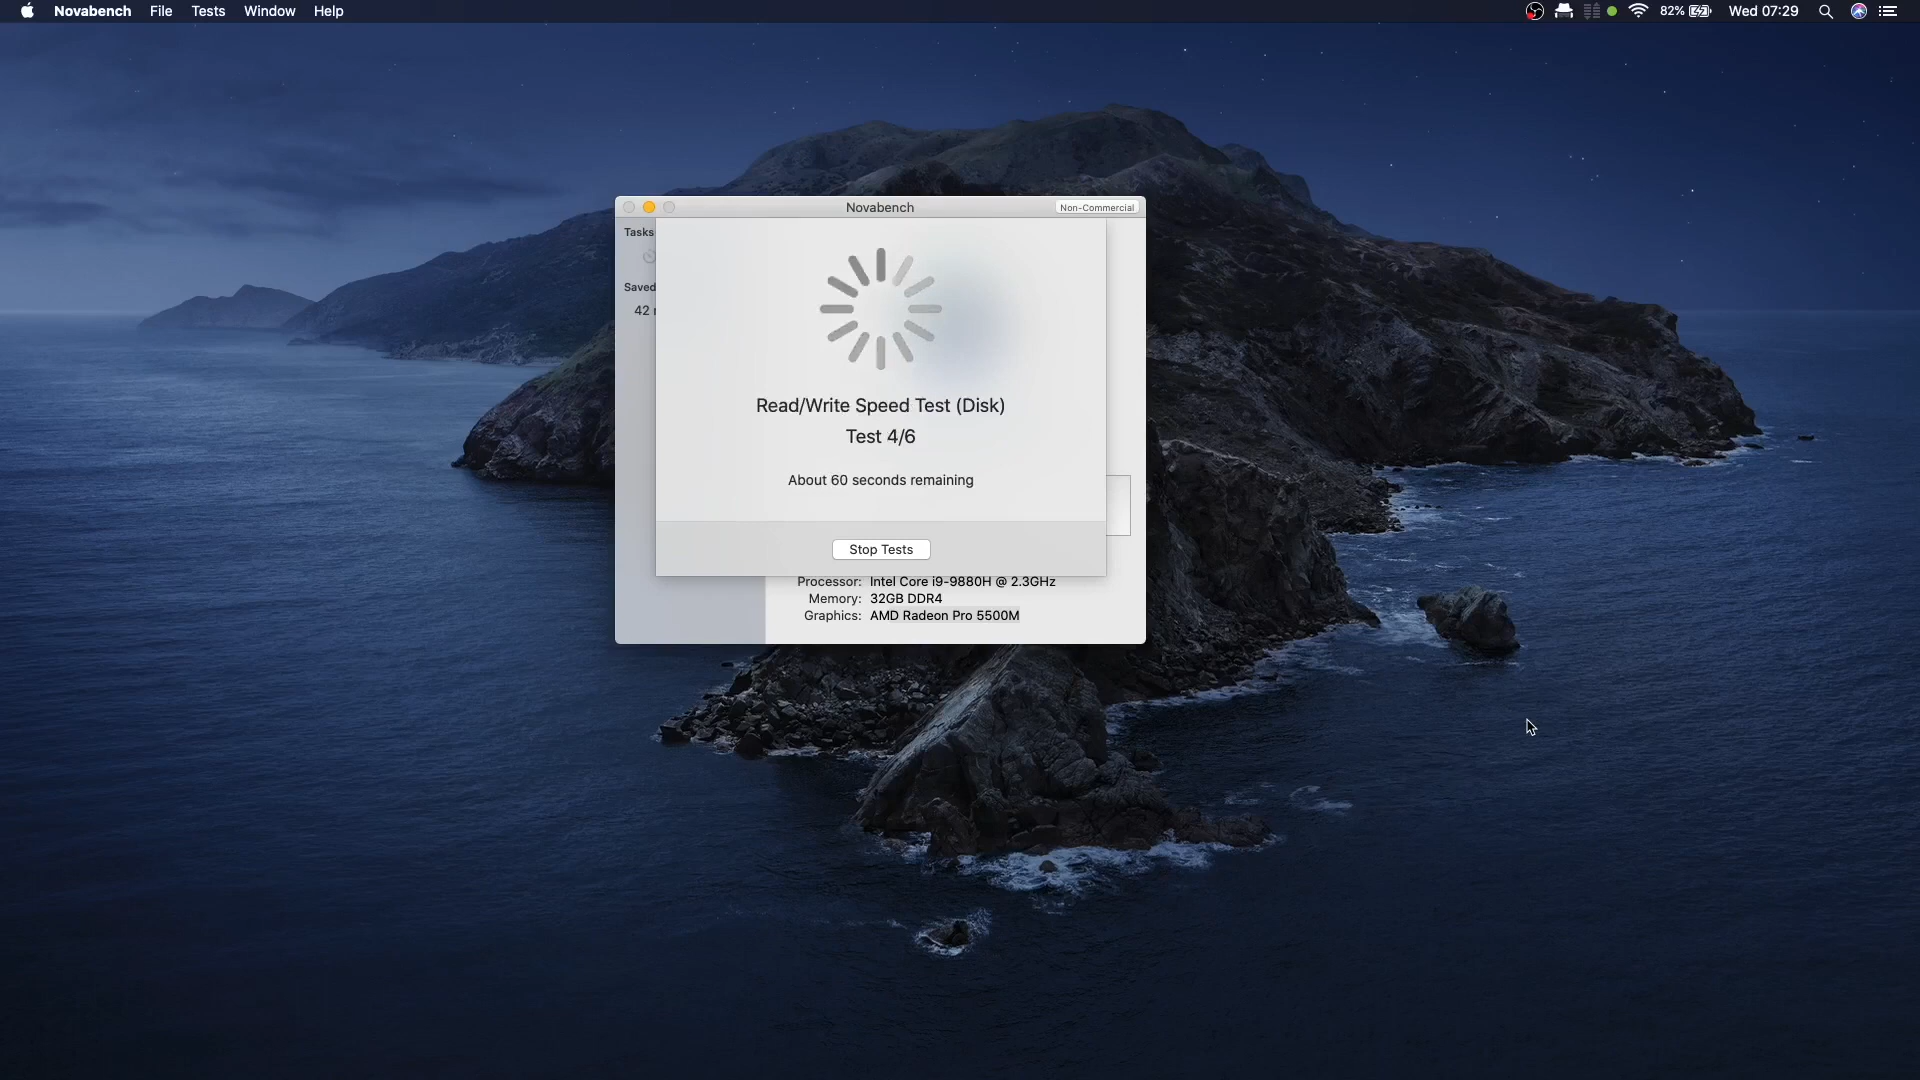 Novabench File Tests Window Help
82% Wed 07:29
Novabench
Non-Commercial
Tasks
Saved
42
Read/Write Speed Test (Disk)
Test 4/6
About 60 seconds remaining
Stop Tests
Processor: Intel Core i9-9880H @ 2.3GHz
Memory: 32GB DDR4
Graphics: AMD Radeon Pro 5500M